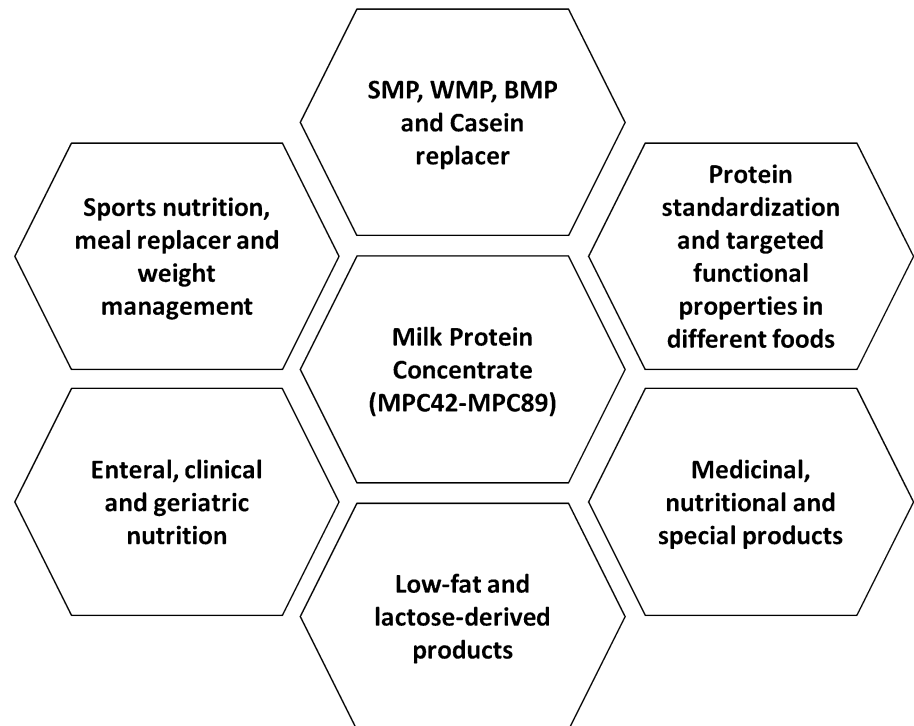 SMP, WMP, BMP
and Casein
replacer
Sports nutrition,
meal replacer and
weight
management
Protein
standardization
and targeted
functional
properties in
different foods
Milk Protein
Concentrate
(MPC42-MPC89)
Enteral, clinical
and geriatric
nutrition
Medicinal,
nutritional and
special products
Low-fat and
lactose-derived
products